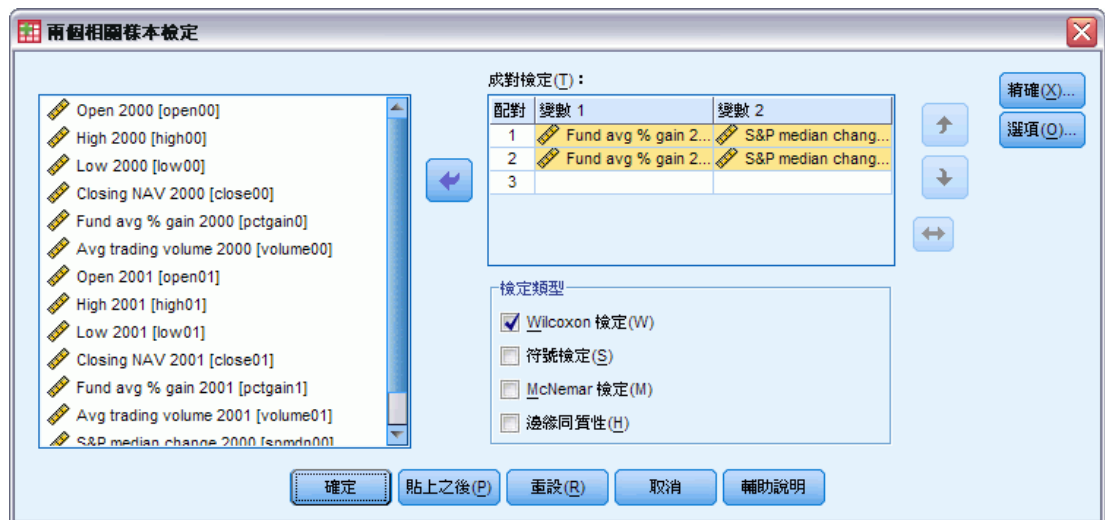 兩個相關樣本檢定
成對檢定(T)：
Open 2000 [open00]
High 2000 [high00]
Low 2000 [low00]
Closing NAV 2000 [close00]
Fund avg % gain 2000 [pctgain0]
Avg trading volume 2000 [volume00]
Open 2001 [open01]
High 2001 [high01]
Low 2001 [low01]
Closing NAV 2001 [close01]
Fund avg % gain 2001 [pctgain1]
Avg trading volume 2001 [volume01]
S&P median change 2000 [spmdn00]
配對 變數 1 變數 2
1 Fund avg % gain 2... S&P median chang...
2 Fund avg % gain 2... S&P median chang...
3
精確(X)...
選項(O)...
檢定類型
Wilcoxon 檢定(W)
符號檢定(S)
McNemar 檢定(M)
邊緣同質性(H)
確定 貼上之後(P) 重設(R) 取消 輔助說明